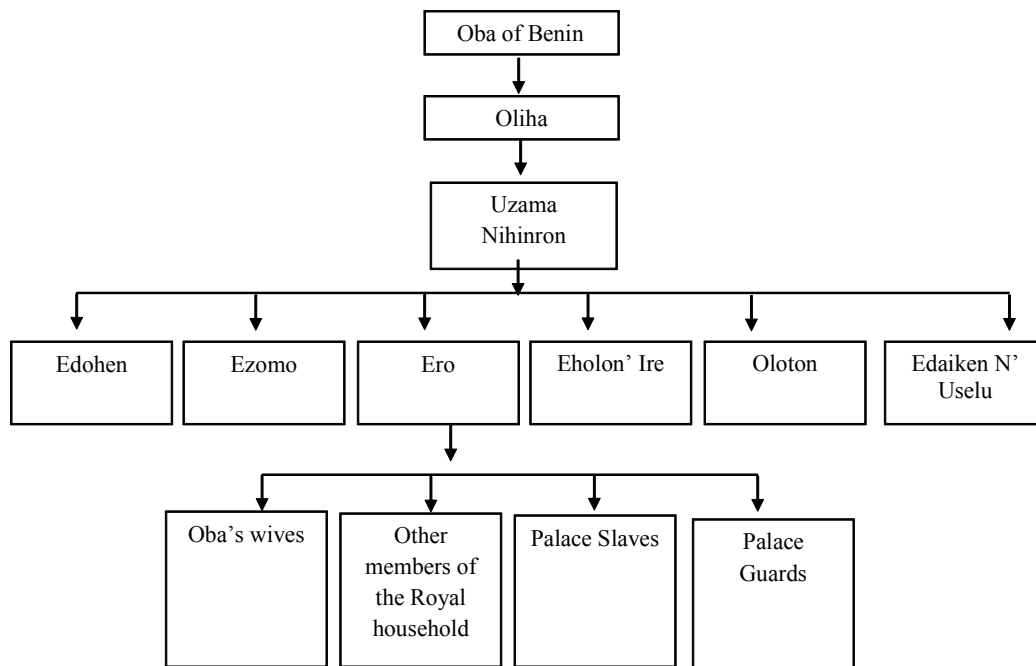 Oba of Benin
Oliha
Uzama
Nihinron
Edohen
Ezomo
Ero
Eholon’ Ire
Oloton
Edaiken N’
Uselu
Oba’s wives
Other
members of
the Royal
household
Palace Slaves
Palace
Guards